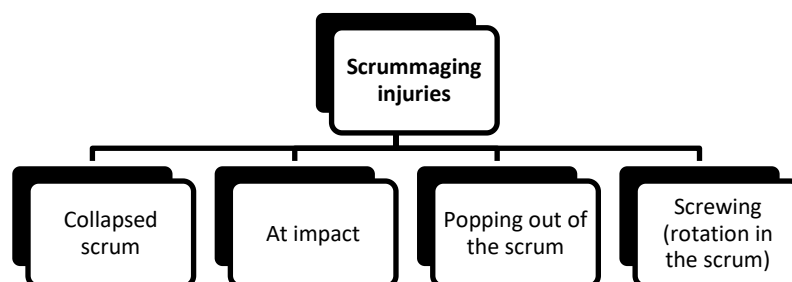 Scrummaging
injuries
Collapsed
scrum
At impact
Popping out of
the scrum
Screwing
(rotation in
the scrum)